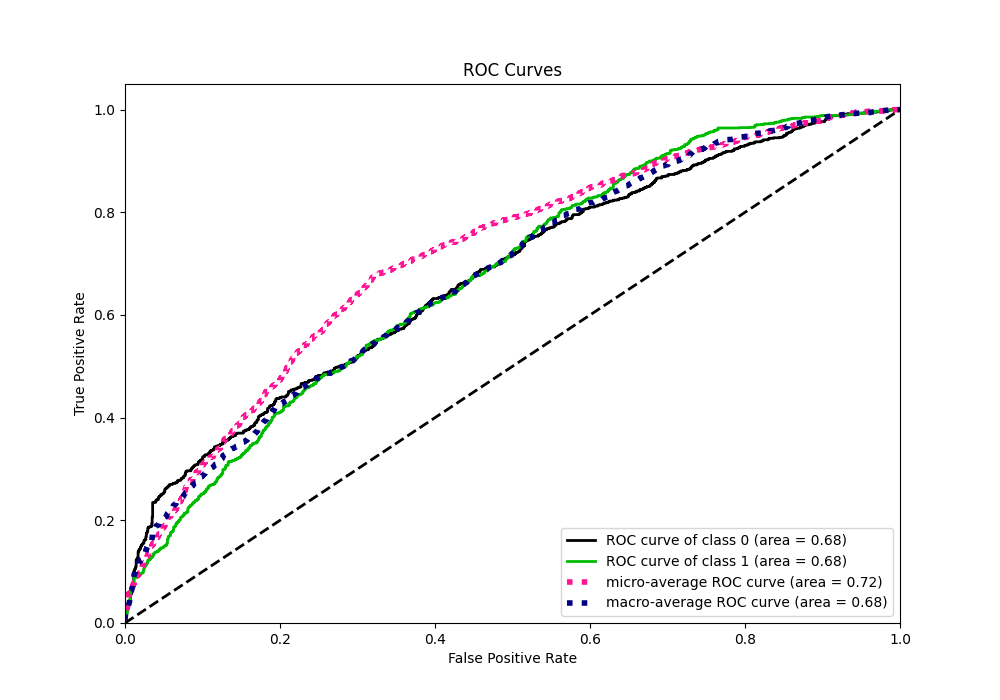 ROC Curves
True Positive Rate
1.0
0.8
0.6
0.4
0.2
0.0
0.0 0.2 0.4 0.6 0.8 1.0
False Positive Rate
ROC curve of class 0 (area = 0.68)
ROC curve of class 1 (area = 0.68)
micro-average ROC curve (area = 0.72)
macro-average ROC curve (area = 0.68)